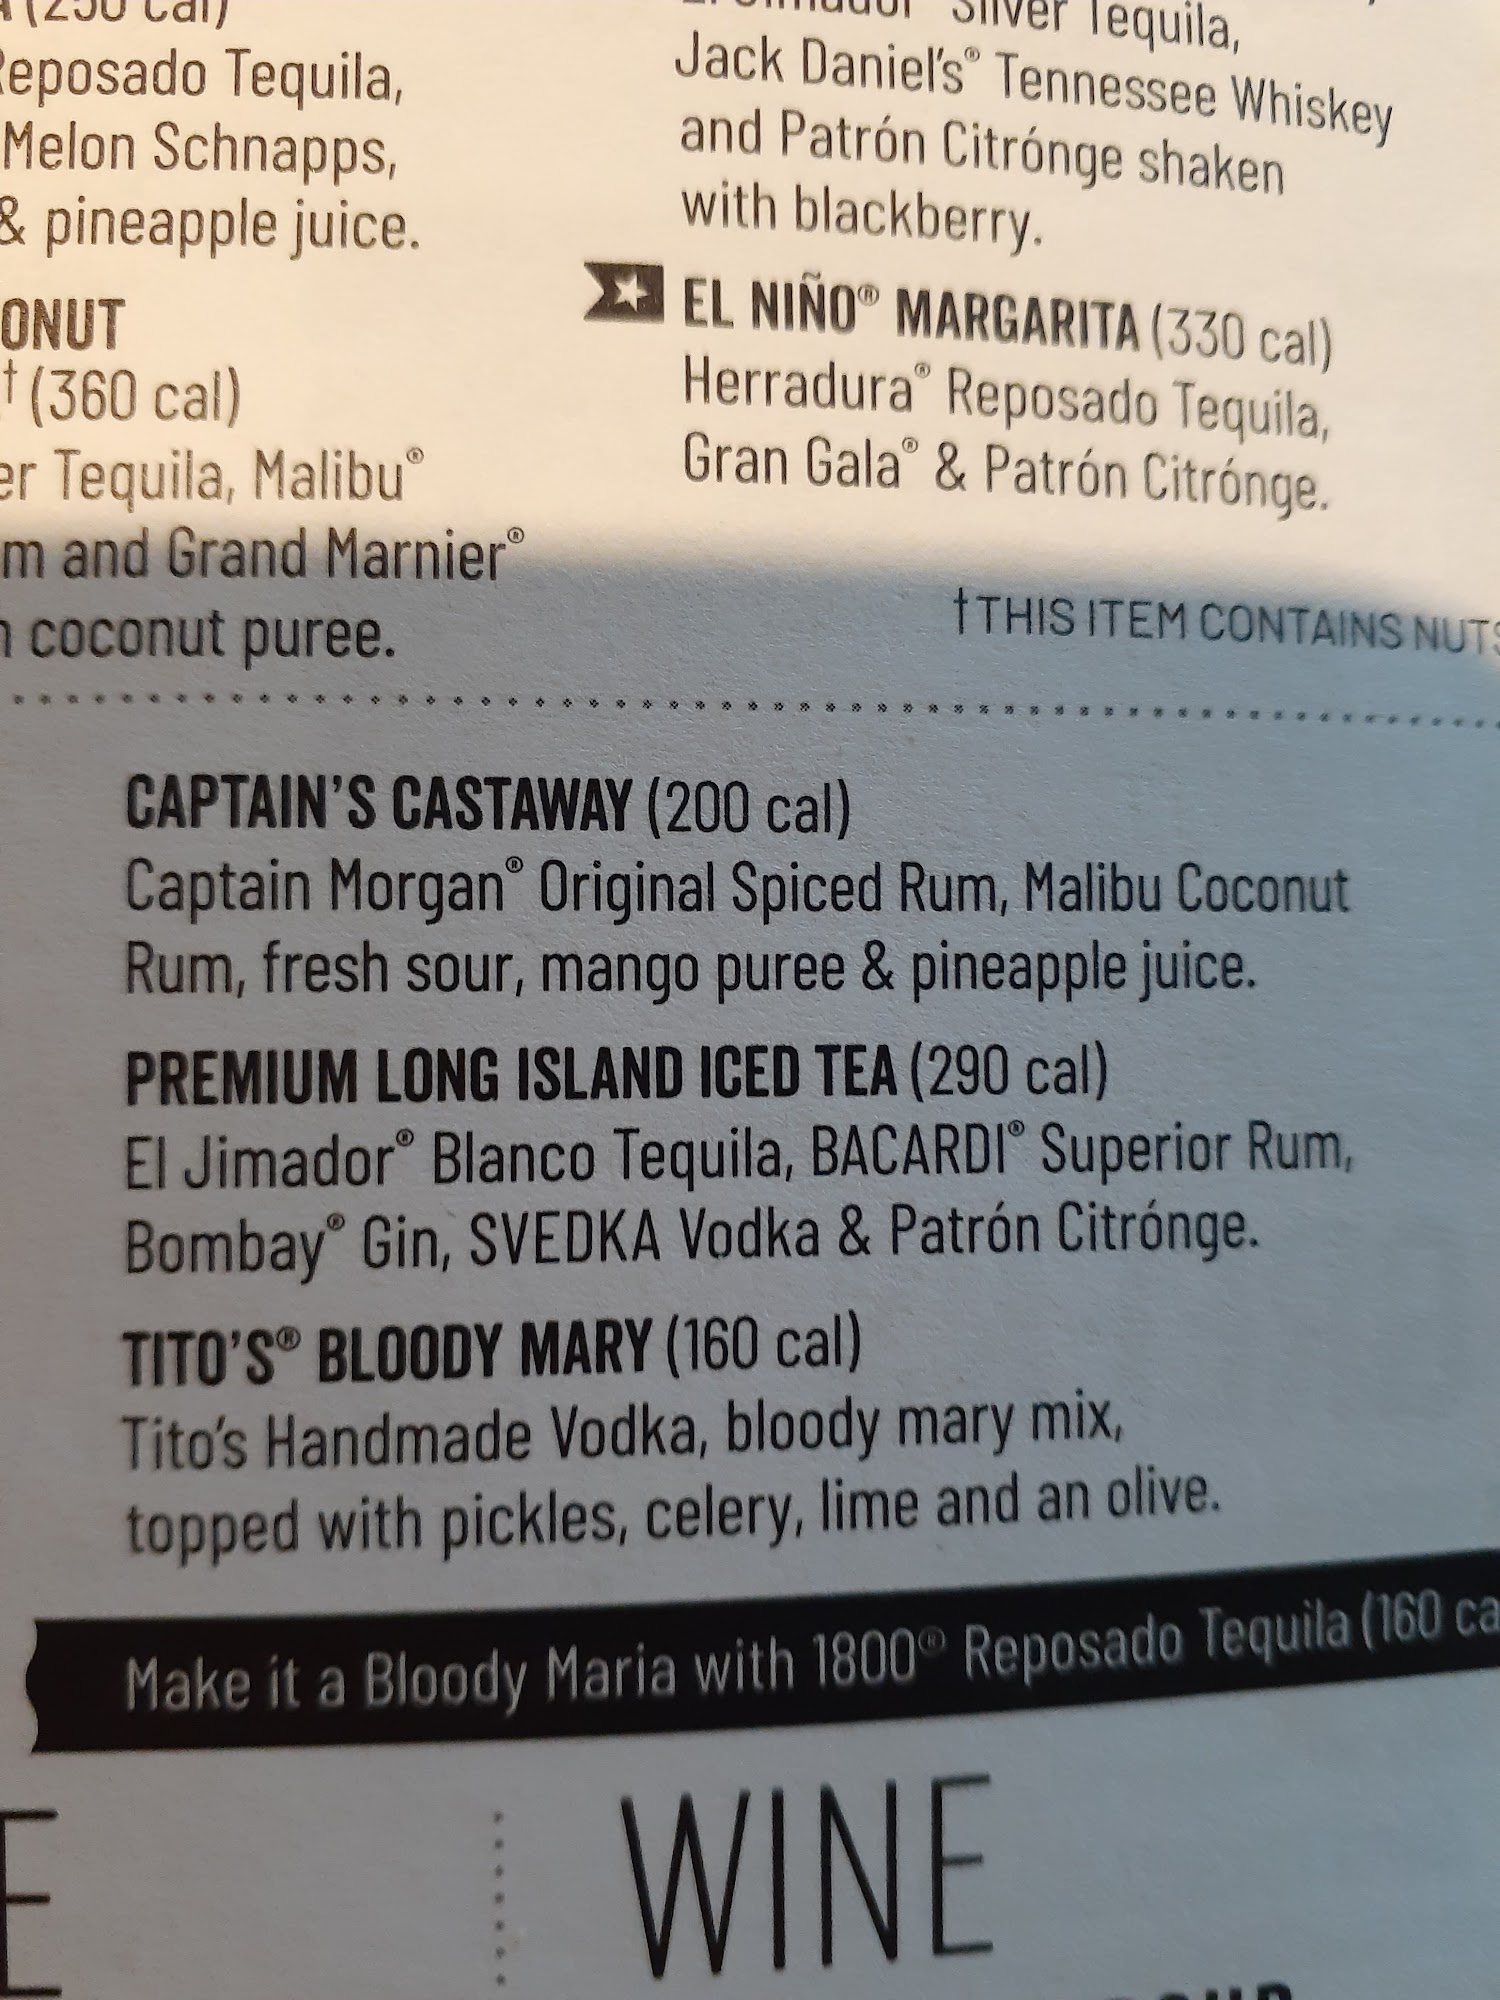 (250 cal)
Reposado Tequila,
Melon Schnapps,
& pineapple juice.
ONUT
† (360 cal)
er Tequila, Malibu®
m and Grand Marnier®
coconut puree.
Silver Tequila,
Jack Daniel's® Tennessee Whiskey
and Patrón Citrónge shaken
with blackberry.
EL NIÑO® MARGARITA (330 cal)
Herradura® Reposado Tequila,
Gran Gala® & Patrón Citrónge.
†THIS ITEM CONTAINS NUTS
CAPTAIN'S CASTAWAY (200 cal)
Captain Morgan® Original Spiced Rum, Malibu Coconut
Rum, fresh sour, mango puree & pineapple juice.
PREMIUM LONG ISLAND ICED TEA (290 cal)
El Jimador® Blanco Tequila, BACARDI® Superior Rum,
Bombay® Gin, SVEDKA Vodka & Patrón Citrónge.
TITO'S® BLOODY MARY (160 cal)
Tito's Handmade Vodka, bloody mary mix,
topped with pickles, celery, lime and an olive.
Make it a Bloody Maria with 1800® Reposado Tequila (160 ca
E
WINE